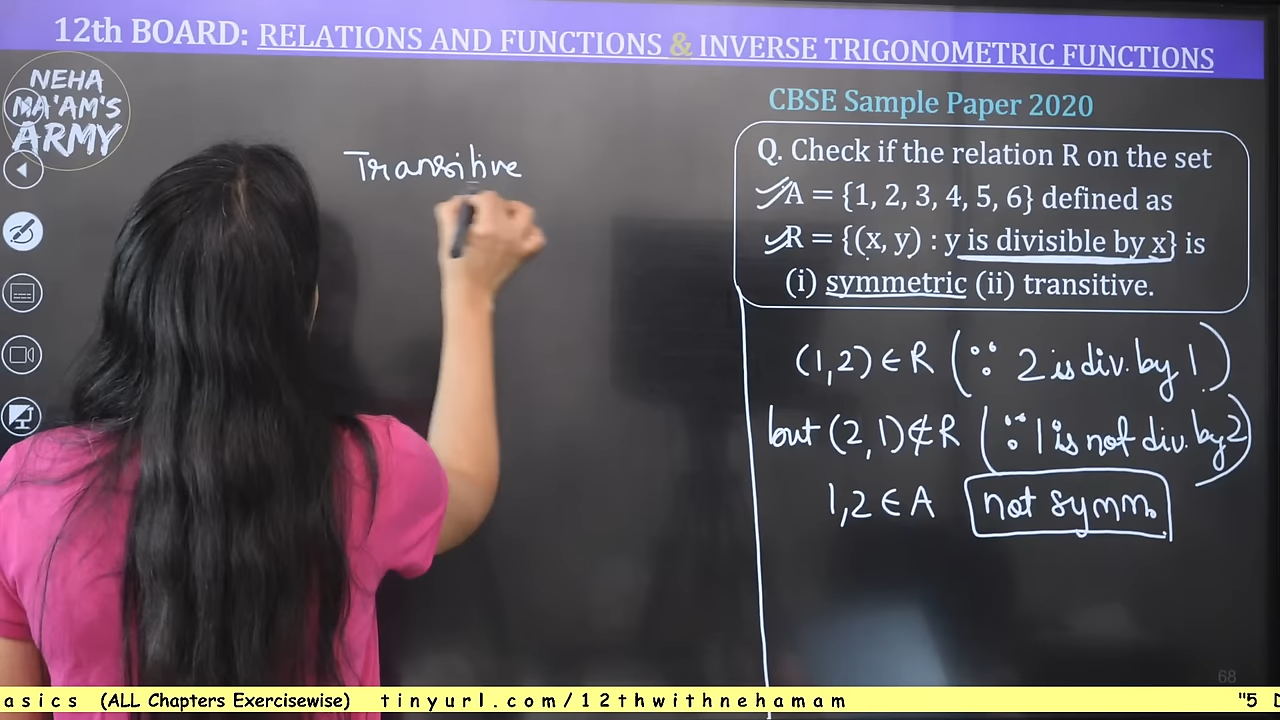 12th BOARD: RELATIONS AND FUNCTIONS & INVERSE TRIGONOMETRIC FUNCTIONS
NEHA
MA'AM'S
ARMY
CBSE Sample Paper 2020
Q. Check if the relation R on the set
A = {1, 2, 3, 4, 5, 6} defined as
R = {(x, y) : y is divisible by x} is
(i) symmetric (ii) transitive.
Transitive
(1,2) ∈ R (∵ 2 is div. by 1)
but (2,1) ∉ R (∵ 1 is not div. by 2)
1,2 ∈ A not symm.
68
asics (ALL Chapters Exercisewise) tinyurl.com/12thwithnehamam "5